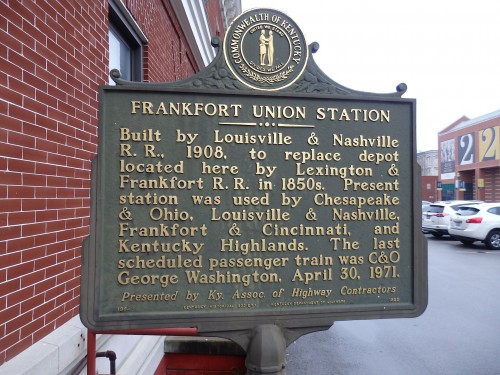 COMMONWEALTH OF KENTUCKY
FRANKFORT UNION STATION
Built by Louisville & Nashville
R. R., 1908, to replace depot
located here by Lexington &
Frankfort R. R. in 1850s. Present
station was used by Chesapeake
& Ohio, Louisville & Nashville,
Frankfort & Cincinnati, and
Kentucky Highlands. The last
scheduled passenger train was C&O
George Washington, April 30, 1971.
Presented by Ky. Assoc. of Highway Contractors
2